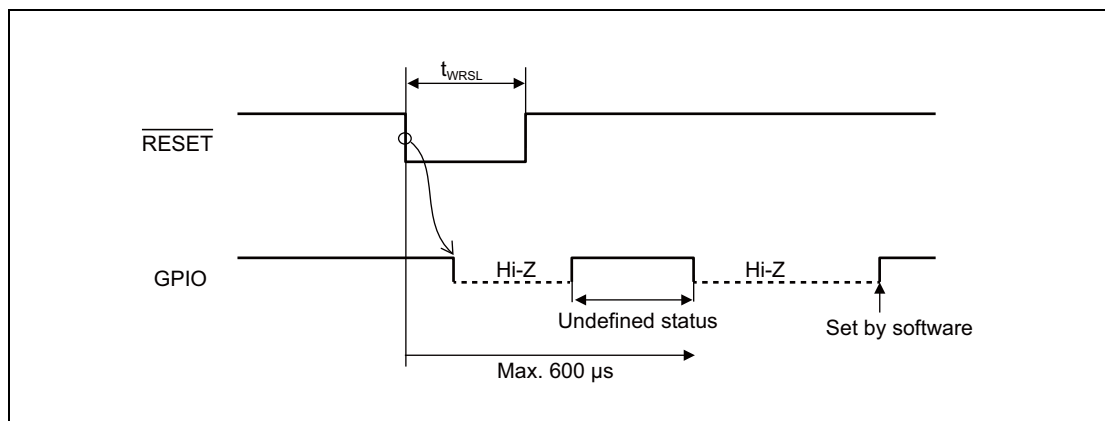 tWRSL
RESET
GPIO
Hi-Z
Hi-Z
Undefined status
Set by software
Max. 600 µs